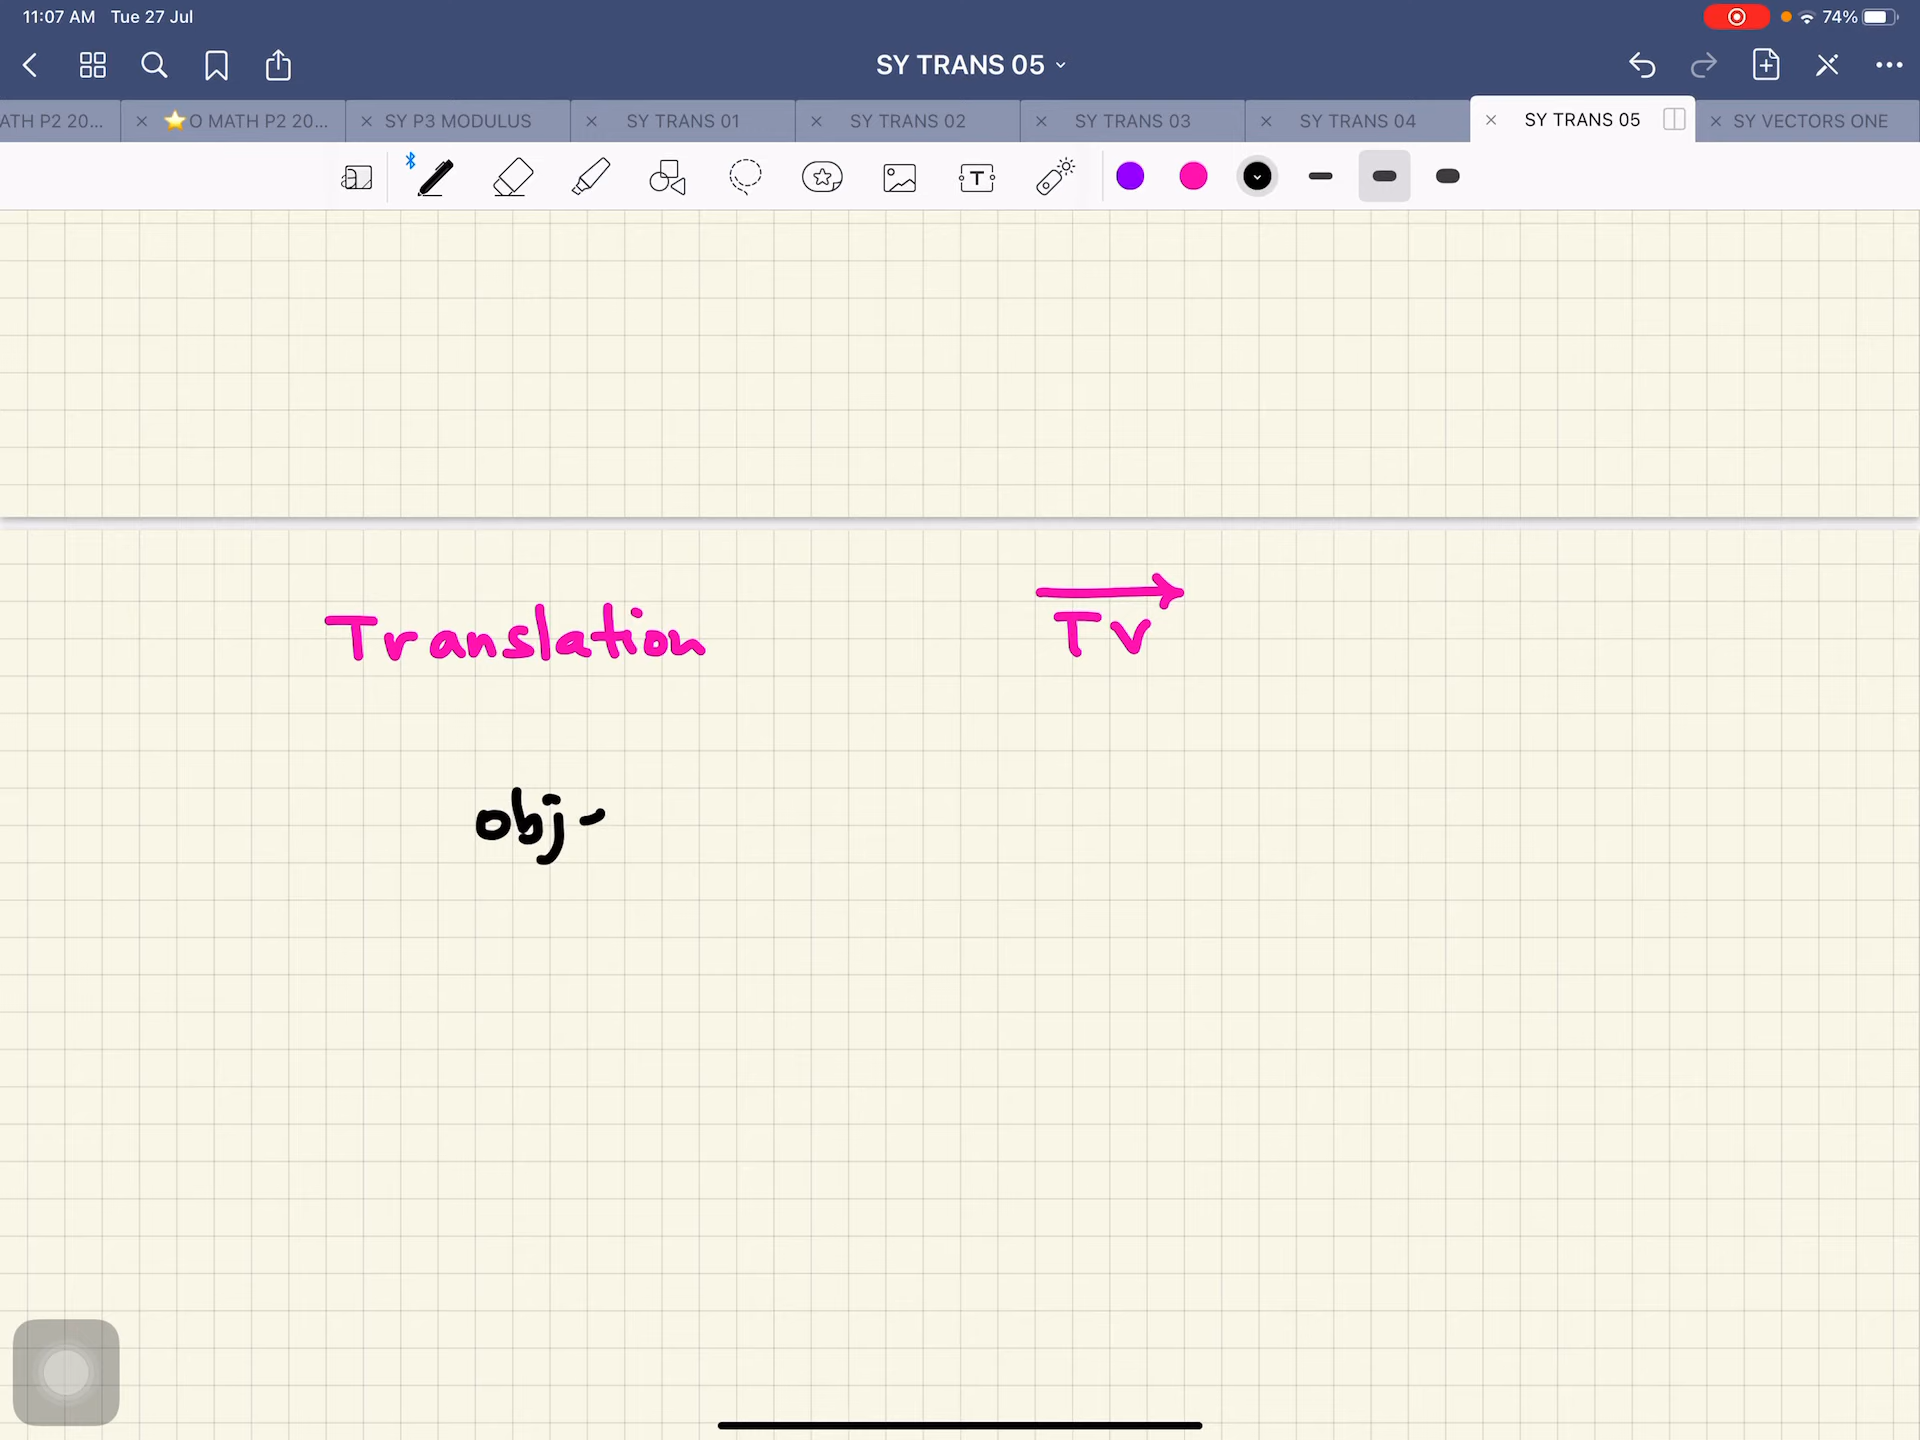 11:07 AM Tue 27 Jul
74%
SY TRANS 05
ATH P2 20...
O MATH P2 20...
SY P3 MODULUS
SY TRANS 01
SY TRANS 02
SY TRANS 03
SY TRANS 04
SY TRANS 05
SY VECTORS ONE
Translation
TV
obj-